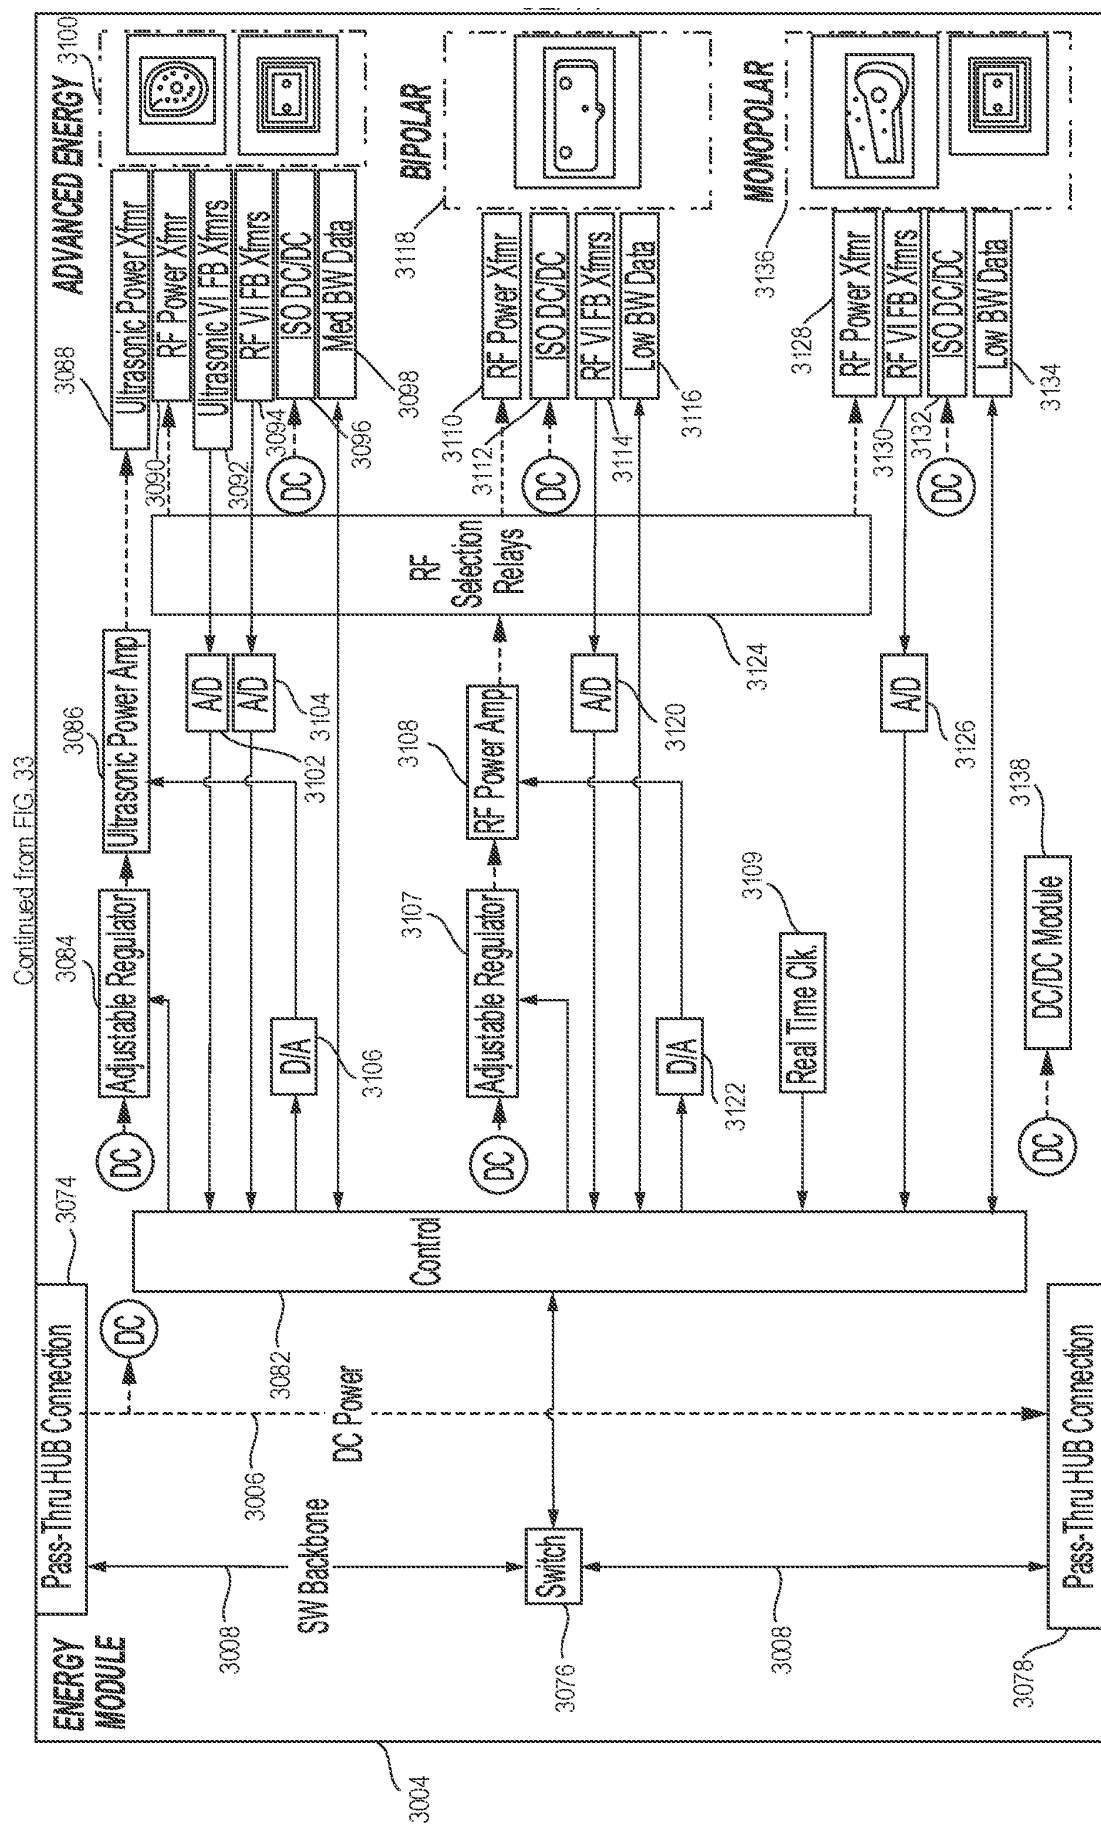 Continued from FIG. 33
ENERGY
MODULE
3004
Pass-Thru HUB Connection
3074
3008
SW Backbone
3006
DC Power
DC
Switch
3076
3008
Pass-Thru HUB Connection
3078
Control
3082
DC
Adjustable Regulator
3084
Ultrasonic Power Amp
3086
A/D
3102
A/D
3104
D/A
3106
DC
Adjustable Regulator
3107
RF Power Amp
3108
A/D
3120
D/A
3122
Real Time Clk.
3109
A/D
3126
DC
DC/DC Module
3138
RF
Selection
Relays
3124
ADVANCED ENERGY
3100
3088
Ultrasonic Power Xfmr
3090
RF Power Xfmr
3092
Ultrasonic VI FB Xfmrs
3094
RF VI FB Xfmrs
DC
3096
ISO DC/DC
3098
Med BW Data
BIPOLAR
3118
3110
RF Power Xfmr
3112
ISO DC/DC
DC
3114
RF VI FB Xfmrs
3116
Low BW Data
MONOPOLAR
3136
3128
RF Power Xfmr
3130
RF VI FB Xfmrs
3132
ISO DC/DC
DC
3134
Low BW Data